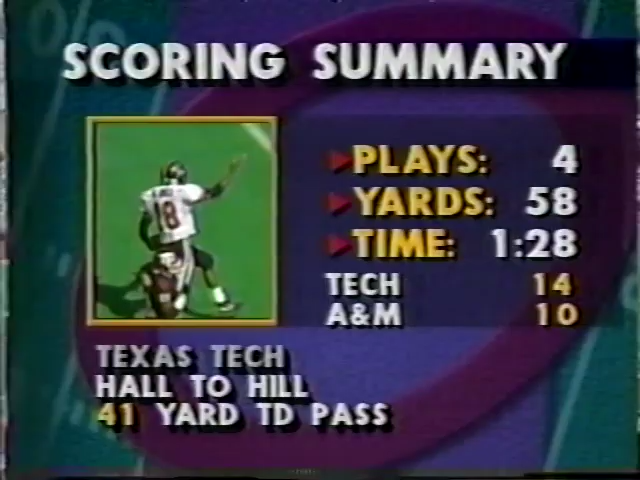 SCORING SUMMARY
PLAYS: 4
YARDS: 58
TIME: 1:28
TECH 14
A&M 10
18
TEXAS TECH
HALL TO HILL
41 YARD TD PASS